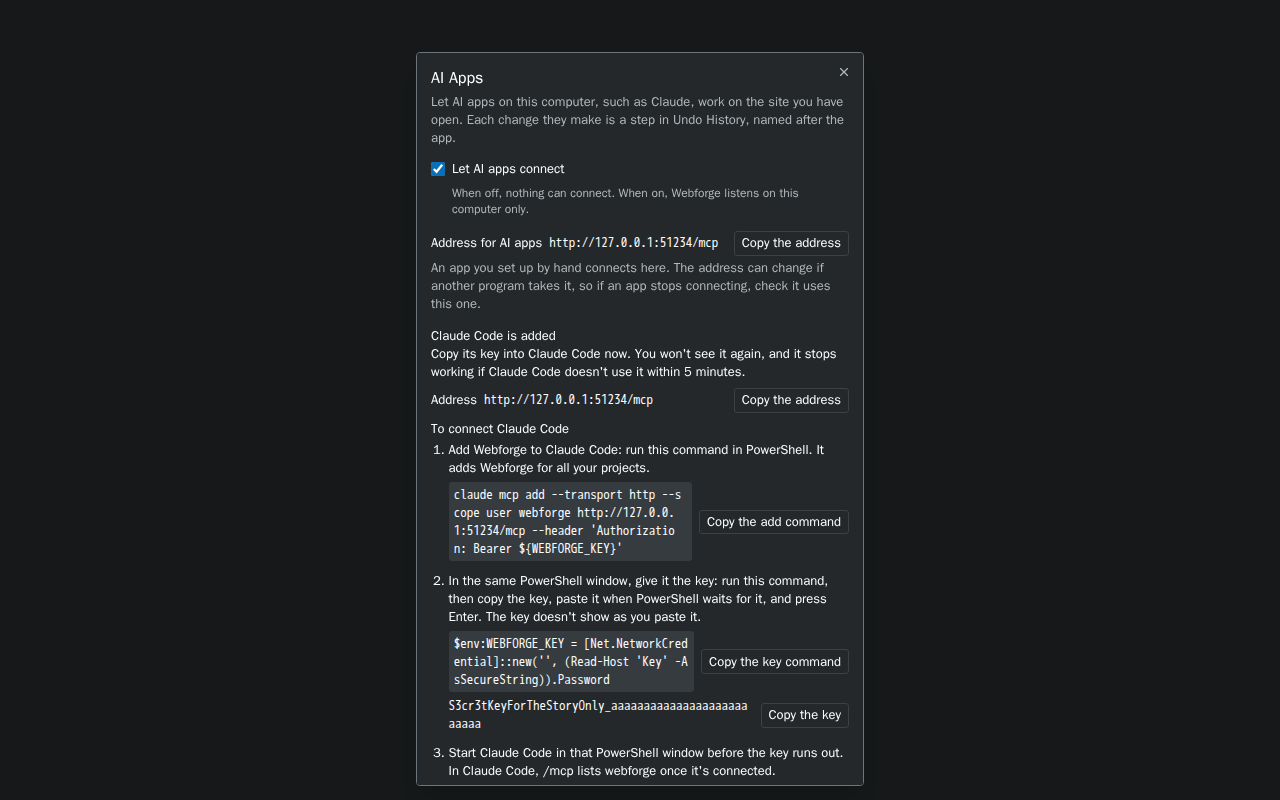 AI Apps
Let AI apps on this computer, such as Claude, work on the site you have
open. Each change they make is a step in Undo History, named after the
app.
Let AI apps connect
When off, nothing can connect. When on, Webforge listens on this
computer only.
Address for AI apps http://127.0.0.1:51234/mcp Copy the address
An app you set up by hand connects here. The address can change if
another program takes it, so if an app stops connecting, check it uses
this one.
Claude Code is added
Copy its key into Claude Code now. You won't see it again, and it stops
working if Claude Code doesn't use it within 5 minutes.
Address http://127.0.0.1:51234/mcp Copy the address
To connect Claude Code
1. Add Webforge to Claude Code: run this command in PowerShell. It
adds Webforge for all your projects.
claude mcp add --transport http --s
cope user webforge http://127.0.0.
1:51234/mcp --header 'Authorizatio
n: Bearer ${WEBFORGE_KEY}'
Copy the add command
2. In the same PowerShell window, give it the key: run this command,
then copy the key, paste it when PowerShell waits for it, and press
Enter. The key doesn't show as you paste it.
$env:WEBFORGE_KEY = [Net.NetworkCred
ential]::new('', (Read-Host 'Key' -A
sSecureString)).Password
Copy the key command
S3cr3tKeyForTheStoryOnly_aaaaaaaaaaaaaaaaaaaaa
aaaaa
Copy the key
3. Start Claude Code in that PowerShell window before the key runs out.
In Claude Code, /mcp lists webforge once it's connected.